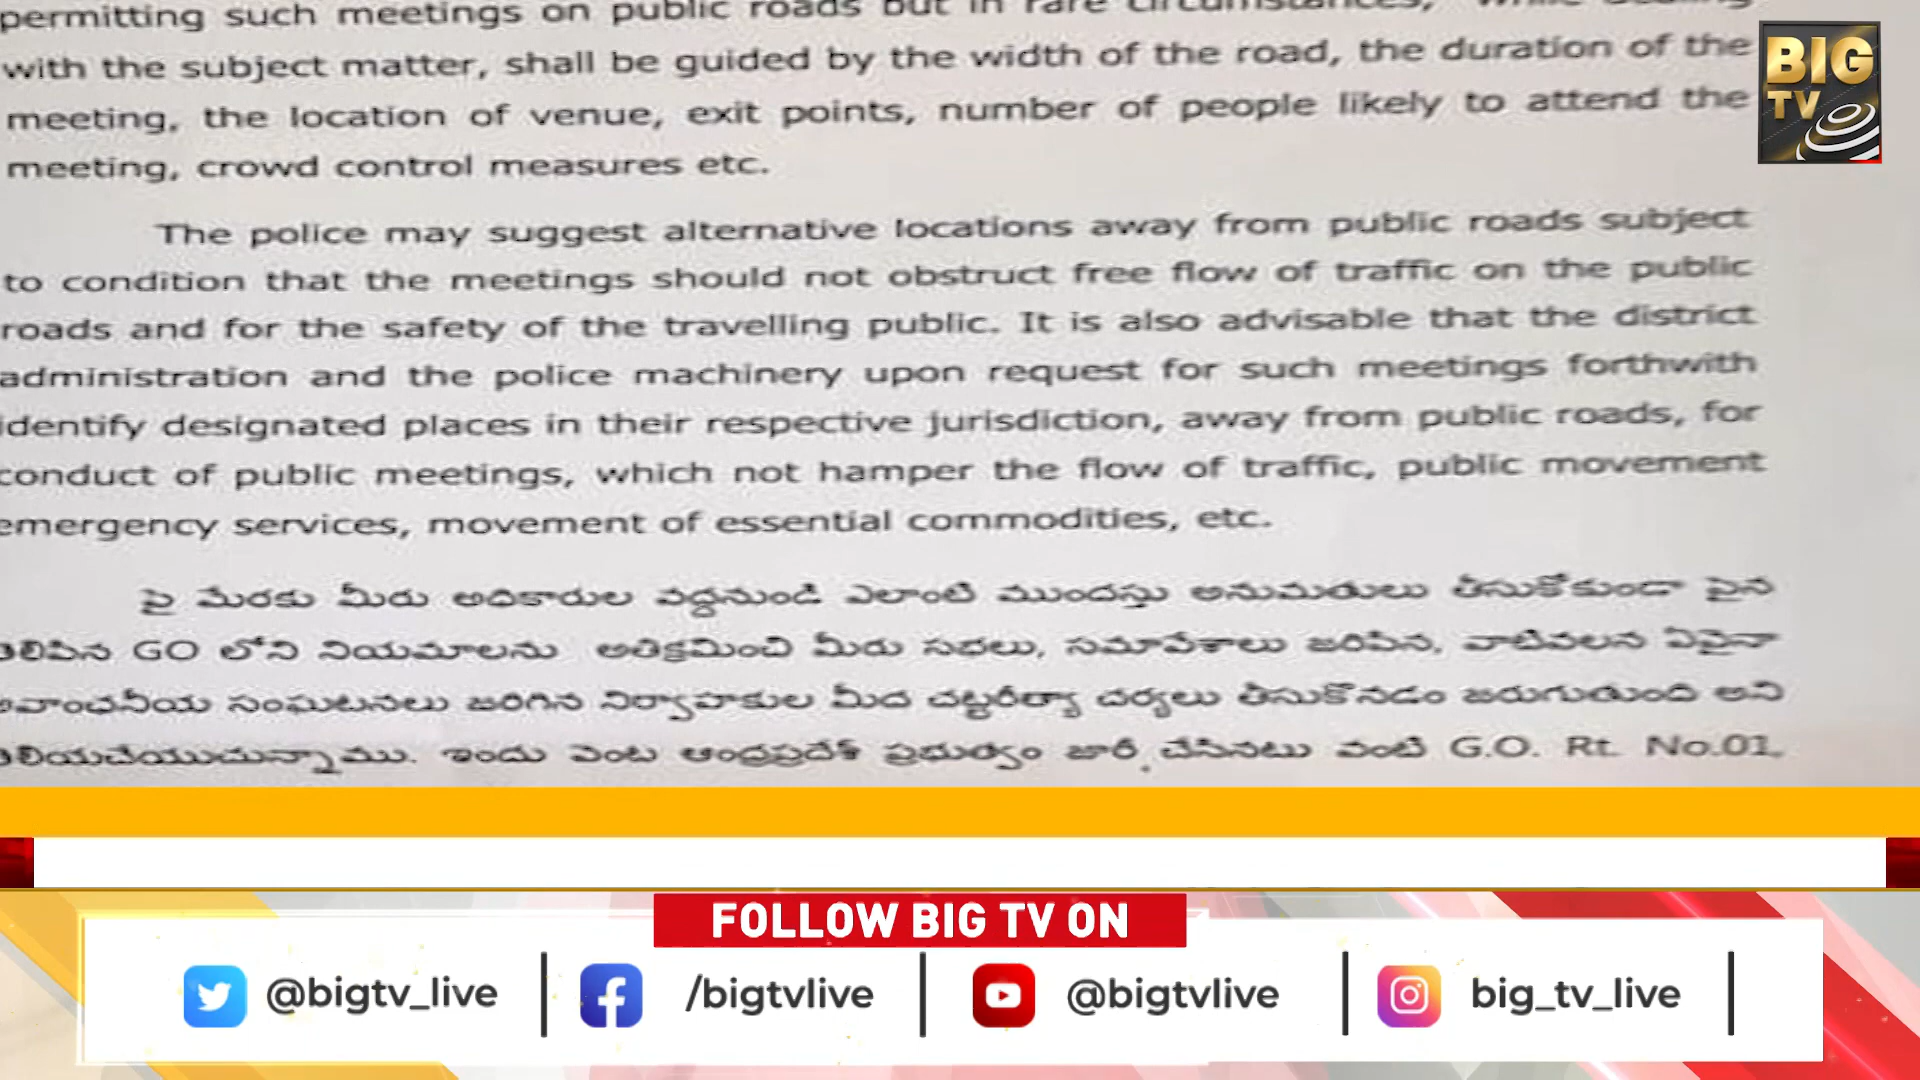 permitting such meetings on public roads but in rare circumstances, while dealing
with the subject matter, shall be guided by the width of the road, the duration of the
meeting, the location of venue, exit points, number of people likely to attend the
meeting, crowd control measures etc.
The police may suggest alternative locations away from public roads subject
to condition that the meetings should not obstruct free flow of traffic on the public
roads and for the safety of the travelling public. It is also advisable that the district
administration and the police machinery upon request for such meetings forthwith
identify designated places in their respective jurisdiction, away from public roads, for
conduct of public meetings, which not hamper the flow of traffic, public movement
emergency services, movement of essential commodities, etc.
పై మేరకు మీరు అధికారుల వద్దనుండి ఎలాంటి ముందస్తు అనుమతులు తీసుకోకుండా పైన
తెలిపిన GO లోని నియమాలను అతిక్రమించి మీరు సభలు, సమావేశాలు జరిపిన, వాటివలన ఏవైనా
అవాంఛనీయ సంఘటనలు జరిగిన నిర్వాహకుల మీద చట్టరీత్యా చర్యలు తీసుకొనడం జరుగుతుంది అని
తెలియచేయుచున్నాము. ఇందు వెంట ఆంధ్రప్రదేశ్ ప్రభుత్వం జారీ చేసినటు వంటి G.O. Rt. No.01,
BIG
TV
FOLLOW BIG TV ON
@bigtv_live
/bigtvlive
@bigtvlive
big_tv_live